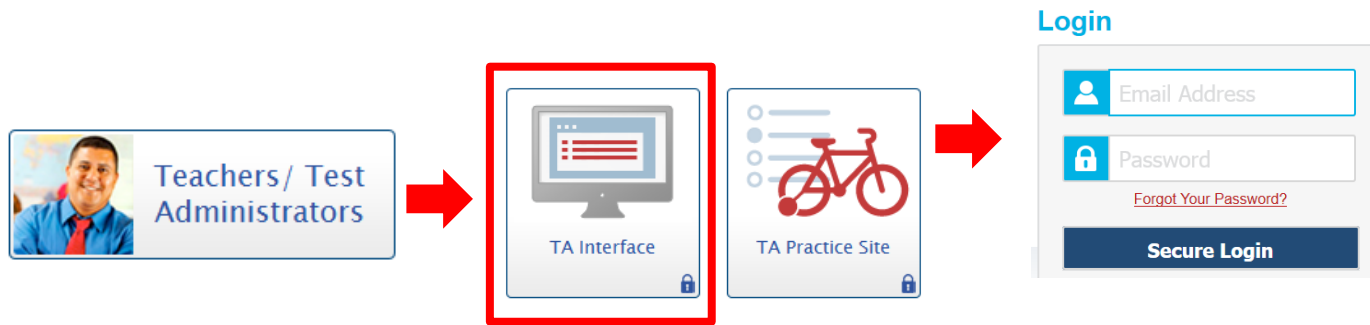 Login
Teachers/ Test
Administrators
TA Interface
TA Practice Site
Email Address
Password
Forgot Your Password?
Secure Login